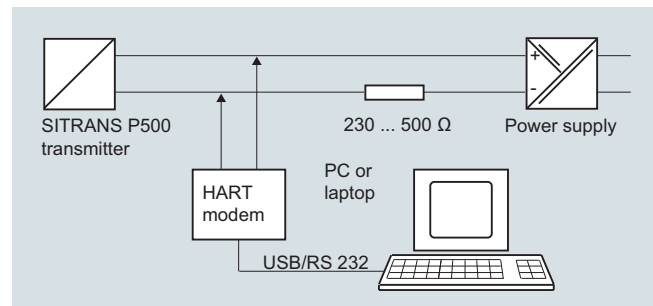 +
-
SITRANS P500
transmitter
230 ... 500 Ω
Power supply
HART
modem
PC or
laptop
USB/RS 232